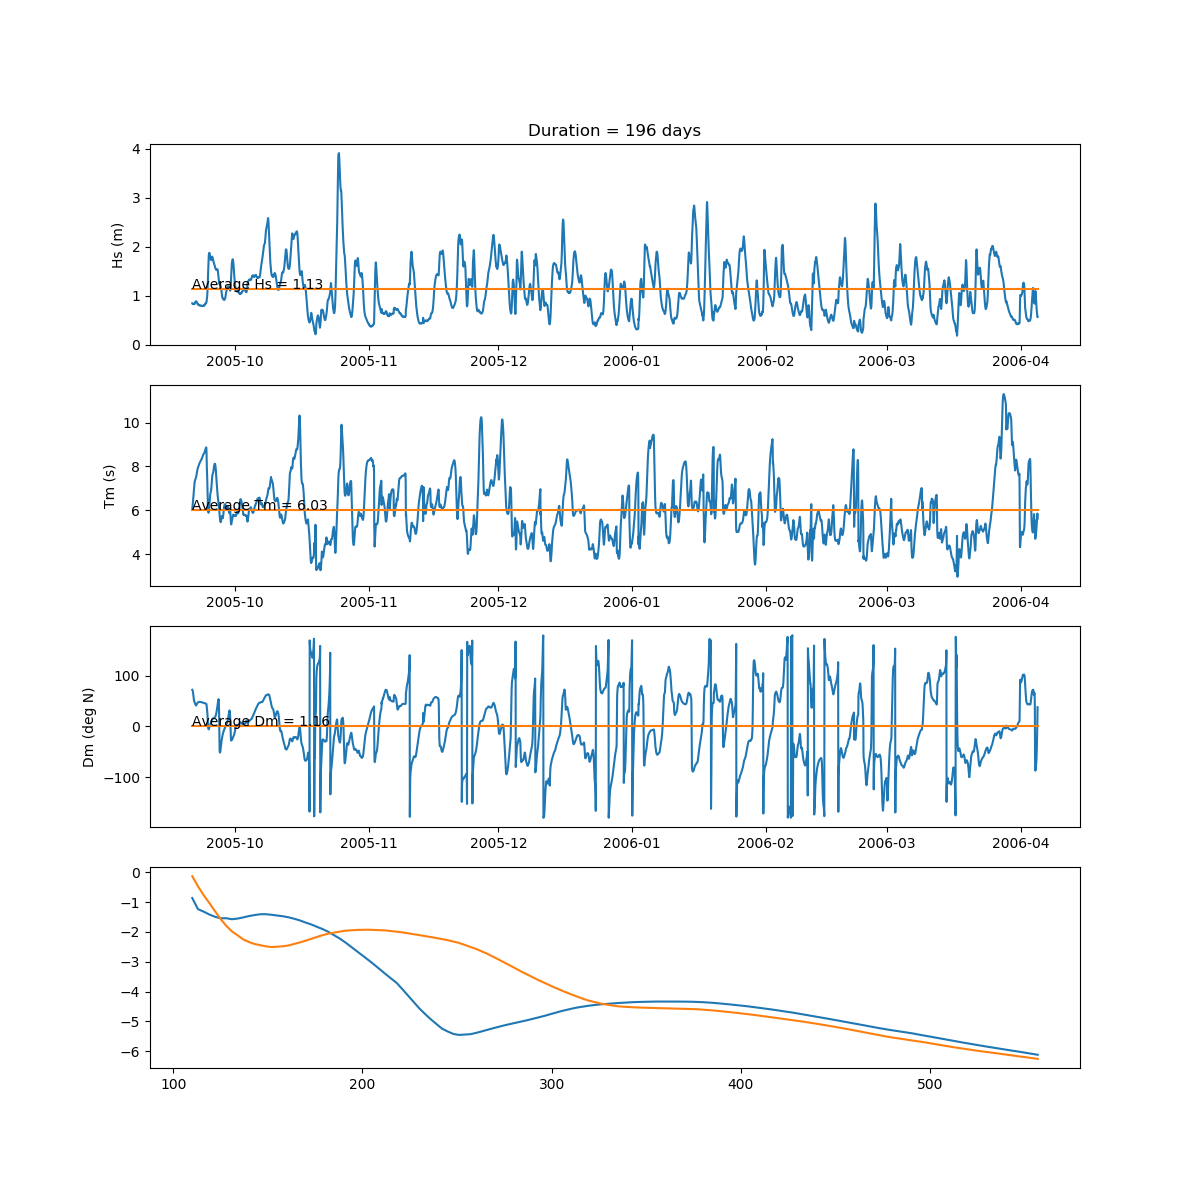 Duration = 196 days
4
3
2
1
0
Hs (m)
Average Hs = 1.13
2005-10 2005-11 2005-12 2006-01 2006-02 2006-03 2006-04
10
8
6
4
Tm (s)
Average Tm = 6.03
2005-10 2005-11 2005-12 2006-01 2006-02 2006-03 2006-04
100
0
−100
Dm (deg N)
Average Dm = 1.16
2005-10 2005-11 2005-12 2006-01 2006-02 2006-03 2006-04
0
−1
−2
−3
−4
−5
−6
100 200 300 400 500